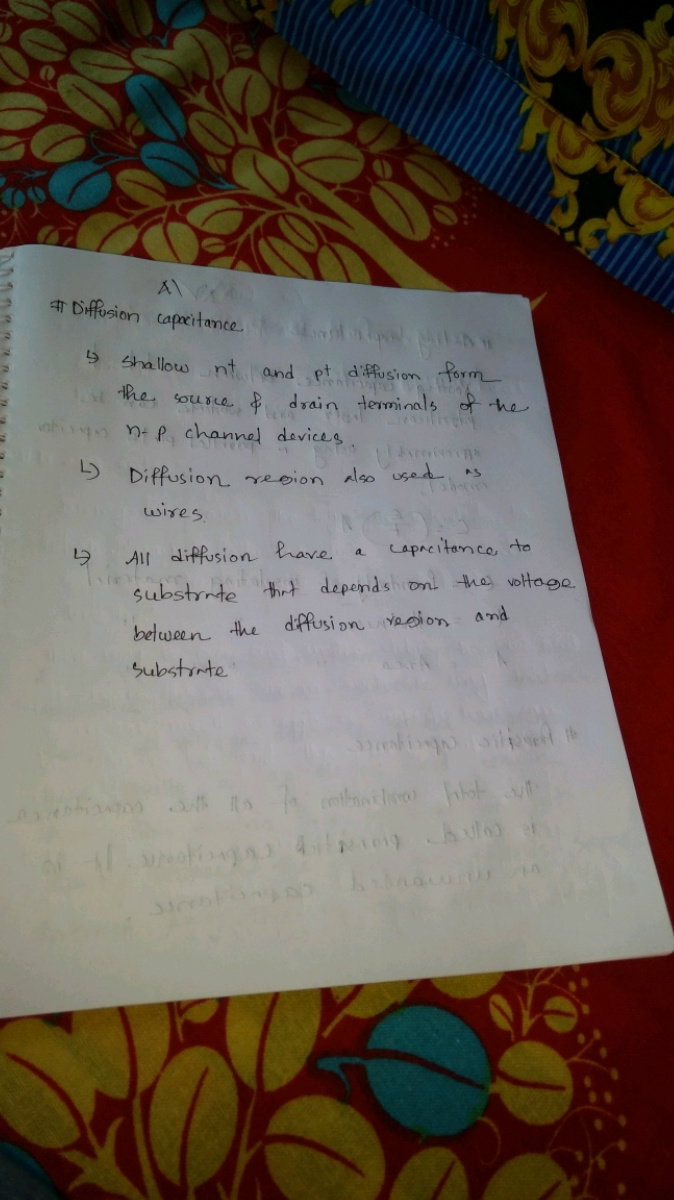 # Diffusion capacitance
↳ shallow n+ and p+ diffusion form
the source & drain terminals of the
n- p channel devices.
↳ Diffusion region also used as
wires.
↳ All diffusion have a capacitance to
substrate that depends on the voltage
between the diffusion region and
substrate